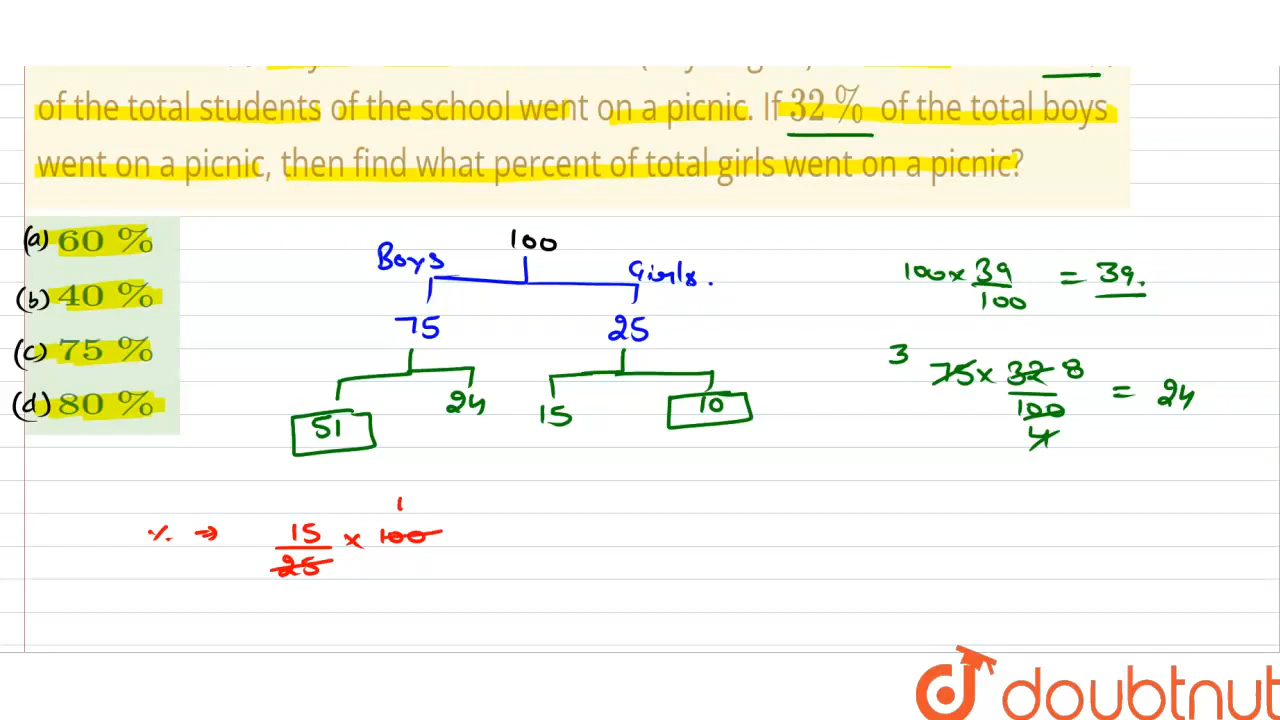 of the total students of the school went on a picnic. If 32 % of the total boys
went on a picnic, then find what percent of total girls went on a picnic?
(a) 60 %
(b) 40 %
(c) 75 %
(d) 80 %
100
Boys Girls.
75 25
51 24 15 10
100 × 39/100 = 39.
3 75 × 32 8/100 4 = 24
% ⇒ 15/25 × 100 1
doubtnut